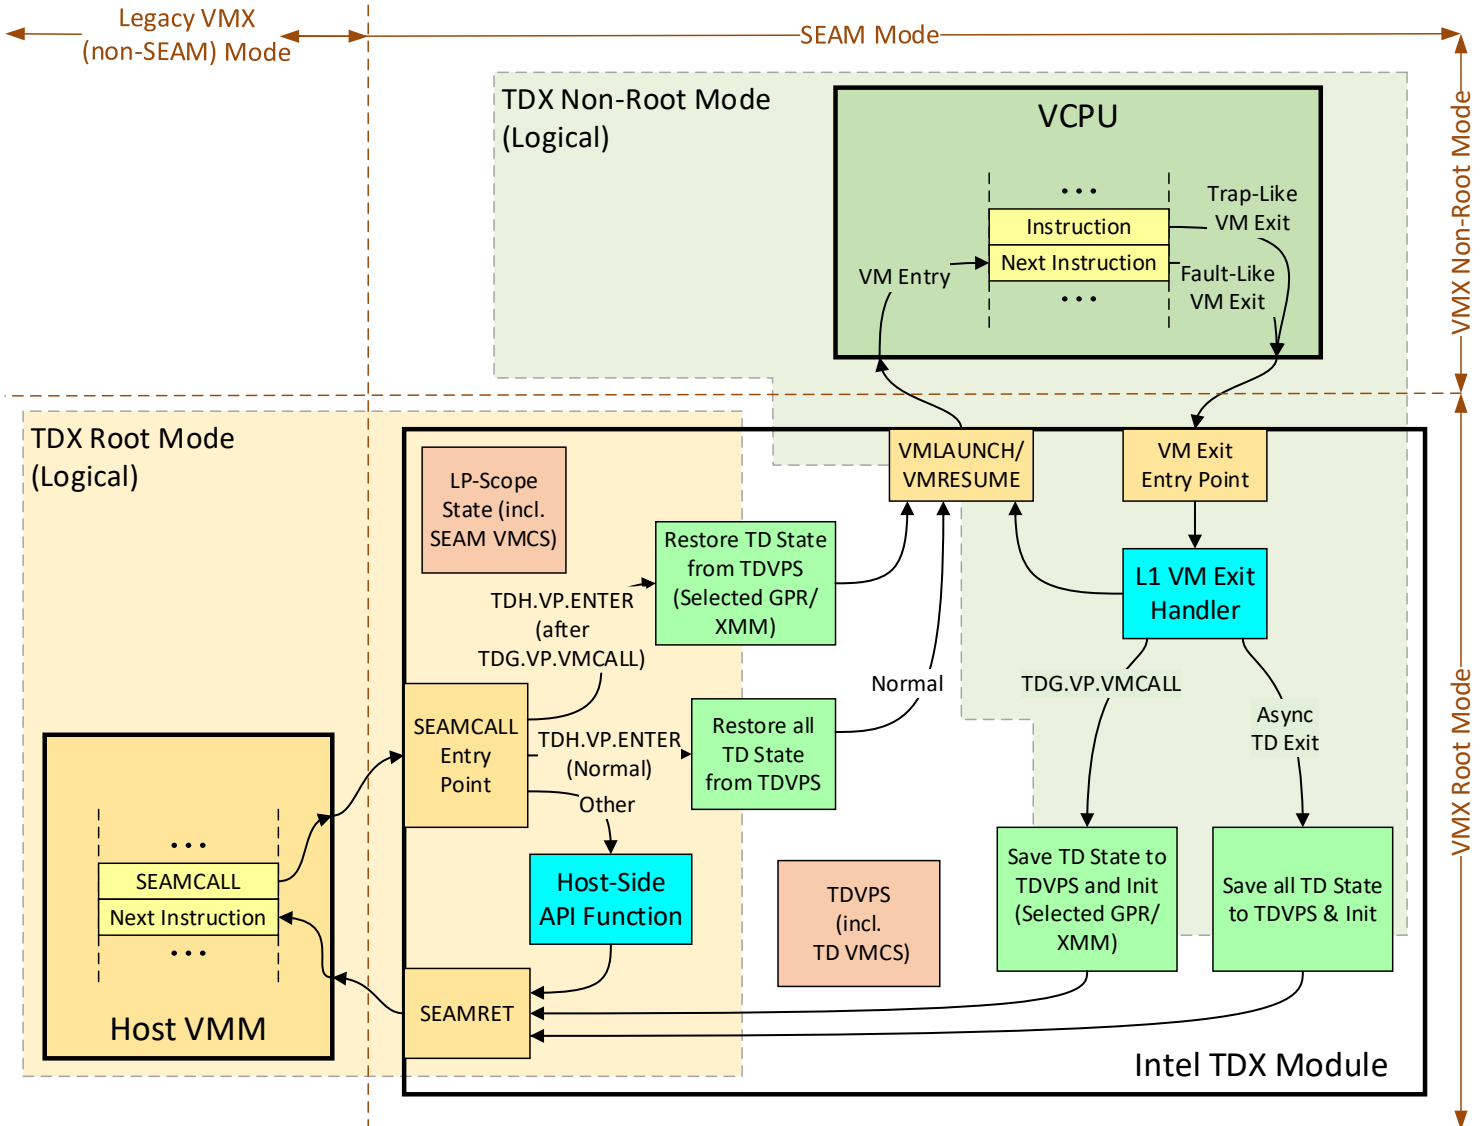 Legacy VMX
(non-SEAM) Mode
SEAM Mode
TDX Non-Root Mode
(Logical)
VCPU
VMX Non-Root Mode
...
Trap-Like
VM Exit
Instruction
Next Instruction
VM Entry
Fault-Like
VM Exit
...
TDX Root Mode
(Logical)
LP-Scope
State (incl.
SEAM VMCS)
VMLAUNCH/
VMRESUME
VM Exit
Entry Point
Restore TD State
from TDVPS
(Selected GPR/
XMM)
L1 VM Exit
Handler
TDH.VP.ENTER
(after
TDG.VP.VMCALL)
Normal
TDG.VP.VMCALL
Async
TD Exit
SEAMCALL
Entry
Point
TDH.VP.ENTER
(Normal)
Restore all
TD State
from TDVPS
Other
VMX Root Mode
...
SEAMCALL
Next Instruction
...
Host VMM
Host-Side
API Function
TDVPS
(incl.
TD VMCS)
Save TD State to
TDVPS and Init
(Selected GPR/
XMM)
Save all TD State
to TDVPS & Init
SEAMRET
Intel TDX Module